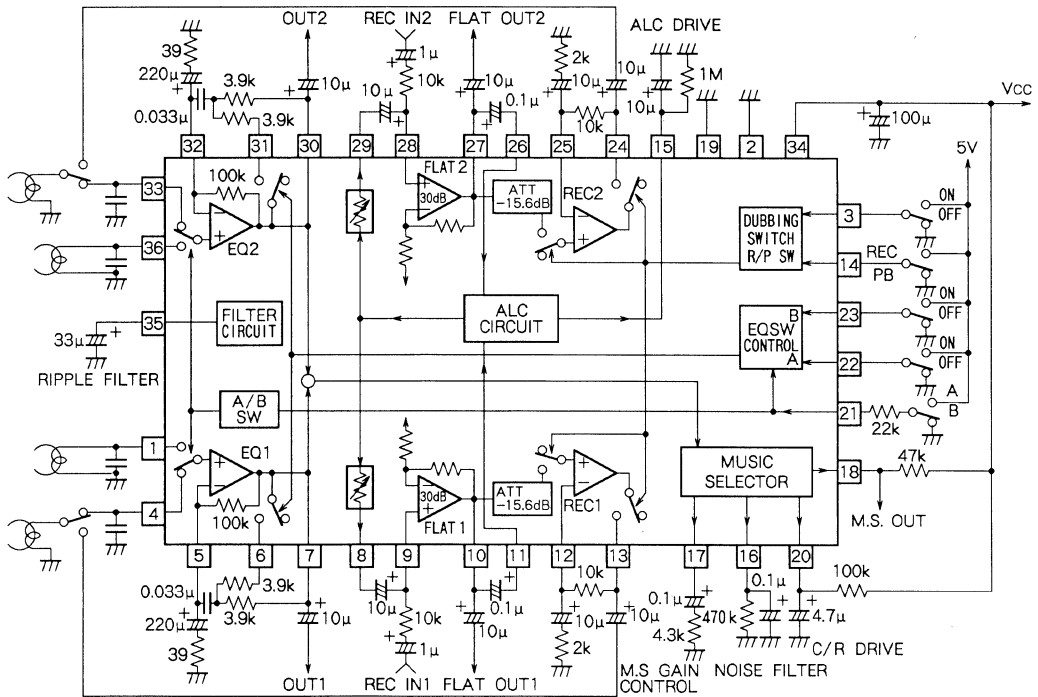 OUT2 REC IN2 FLAT OUT2 ALC DRIVE
39
220μ
+
3.9k
3.9k
0.033μ
+
10μ
1μ
+
10k
10μ
+
10μ
+
0.1μ
+
2k
10μ
+
10k
10μ
+
10μ
+
1M
VCC
+
100μ
5V
32 31 30 29 28 27 26 25 24 15 19 2 34
33
36
35
1
4
33μ
+
RIPPLE FILTER
100k
−
+
EQ2
FLAT 2
+
30dB
−
ATT
−15.6dB
REC2
−
+
DUBBING
SWITCH
R/P SW
3
ON
OFF
14
REC
PB
FILTER
CIRCUIT
ALC
CIRCUIT
B
EQSW
CONTROL
A
23
ON
OFF
22
ON
OFF
A/B
SW
21
22k
A
B
EQ1
+
−
100k
−
30dB
+
FLAT 1
ATT
−15.6dB
REC1
+
−
MUSIC
SELECTOR
18
47k
M.S. OUT
5 6 7 8 9 10 11 12 13 17 16 20
0.033μ
3.9k
3.9k
220μ
+
39
+
10μ
10μ
+
+
10k
1μ
+
+
10μ
0.1μ
+
10k
+
10μ
2k
+
10μ
0.1μ
+
4.3k
0.1μ
470k
+
+
4.7μ
100k
C/R DRIVE
OUT1 REC IN1 FLAT OUT1
M.S GAIN
CONTROL
NOISE FILTER